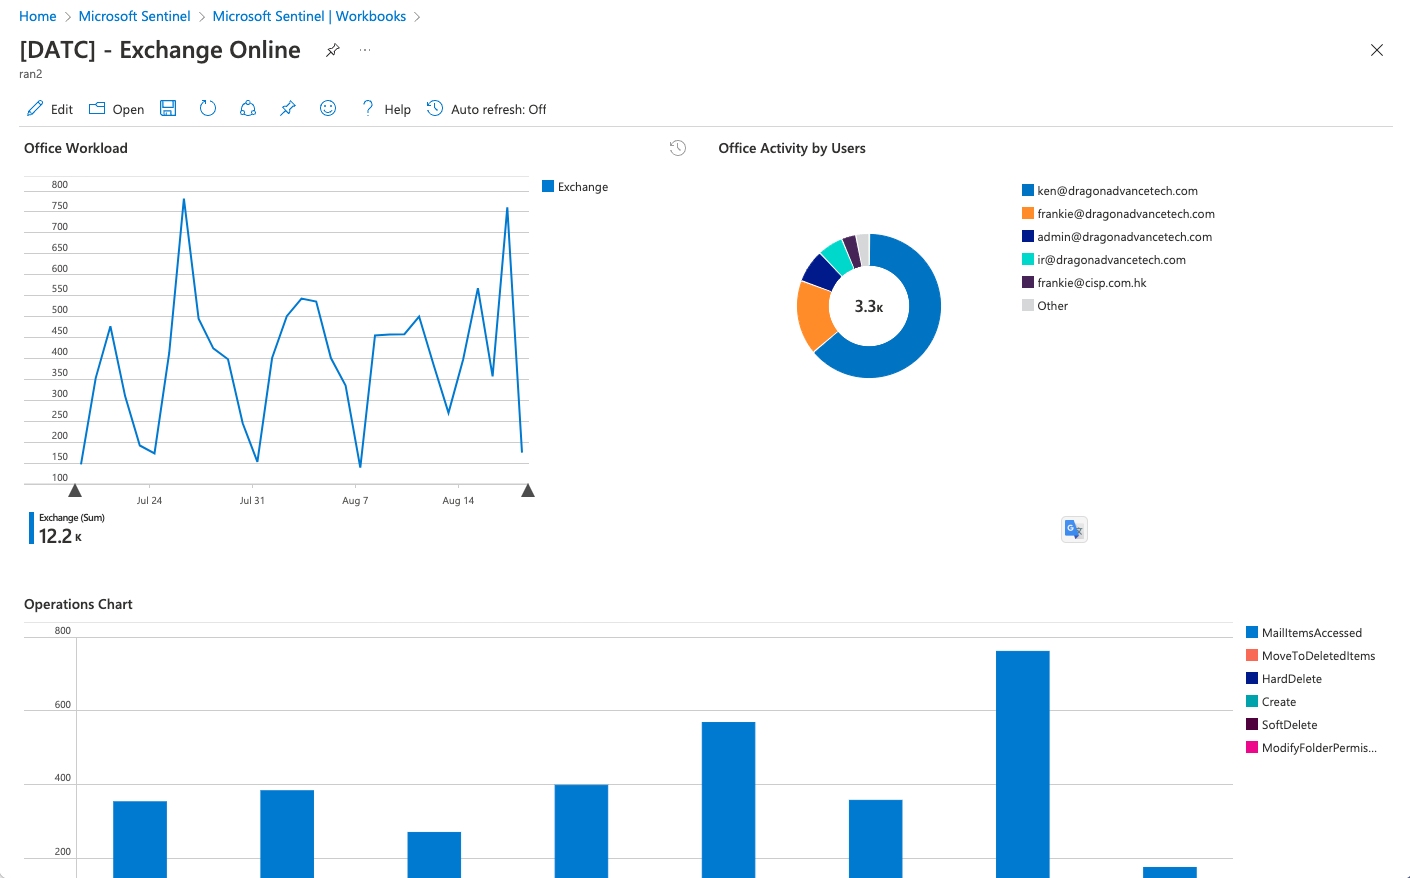 Home > Microsoft Sentinel > Microsoft Sentinel | Workbooks >
[DATC] - Exchange Online
...
ran2
Edit Open ? Help Auto refresh: Off
Office Workload
800
750
700
650
600
550
500
450
400
350
300
250
200
150
100
Jul 24 Jul 31 Aug 7 Aug 14
Exchange
Exchange (Sum)
12.2 K
Office Activity by Users
3.3K
ken@dragonadvancetech.com
frankie@dragonadvancetech.com
admin@dragonadvancetech.com
ir@dragonadvancetech.com
frankie@cisp.com.hk
Other
G
Operations Chart
800
600
400
200
MailItemsAccessed
MoveToDeletedItems
HardDelete
Create
SoftDelete
ModifyFolderPermis...